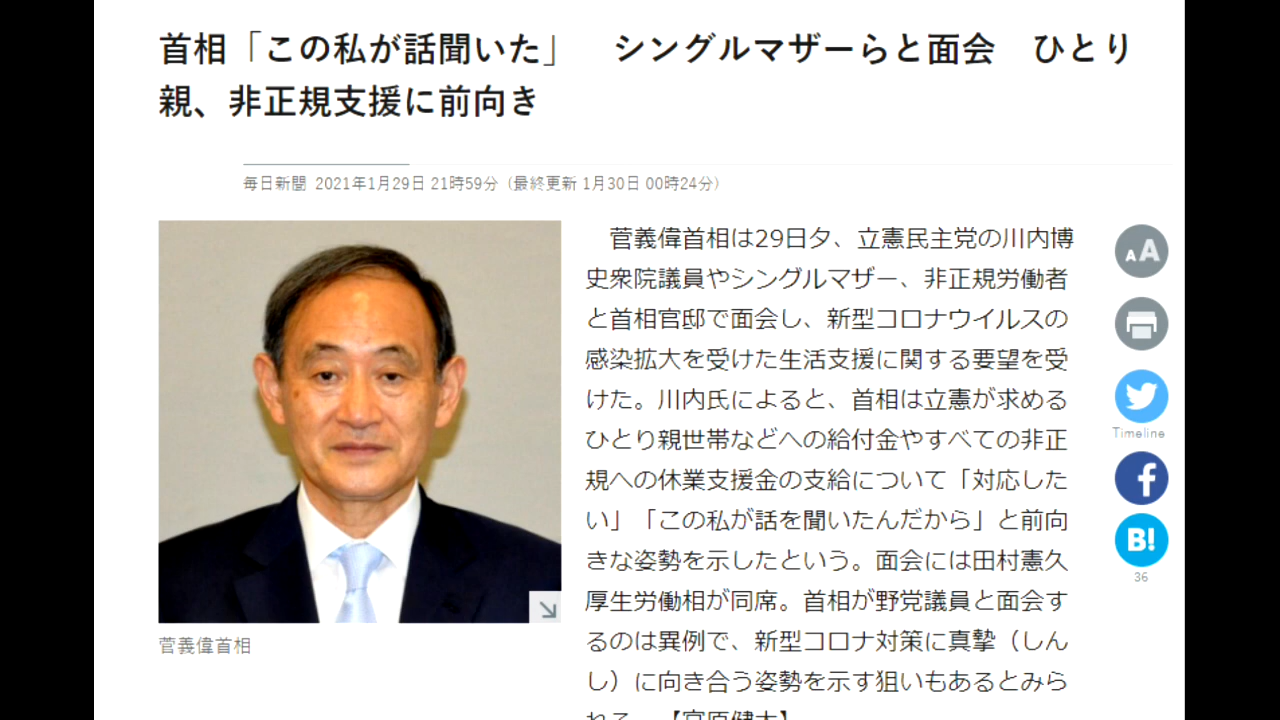 首相「この私が話聞いた」　シングルマザーらと面会　ひとり
親、非正規支援に前向き
毎日新聞 2021年1月29日 21時59分（最終更新 1月30日 00時24分）
菅義偉首相は29日夕、立憲民主党の川内博
史衆院議員やシングルマザー、非正規労働者
と首相官邸で面会し、新型コロナウイルスの
感染拡大を受けた生活支援に関する要望を受
けた。川内氏によると、首相は立憲が求める
ひとり親世帯などへの給付金やすべての非正
規への休業支援金の支給について「対応した
い」「この私が話を聞いたんだから」と前向
きな姿勢を示したという。面会には田村憲久
厚生労働相が同席。首相が野党議員と面会す
るのは異例で、新型コロナ対策に真摯（しん
し）に向き合う姿勢を示す狙いもあるとみら
れる。【宮原健太】
菅義偉首相
AA
Timeline
B!
36